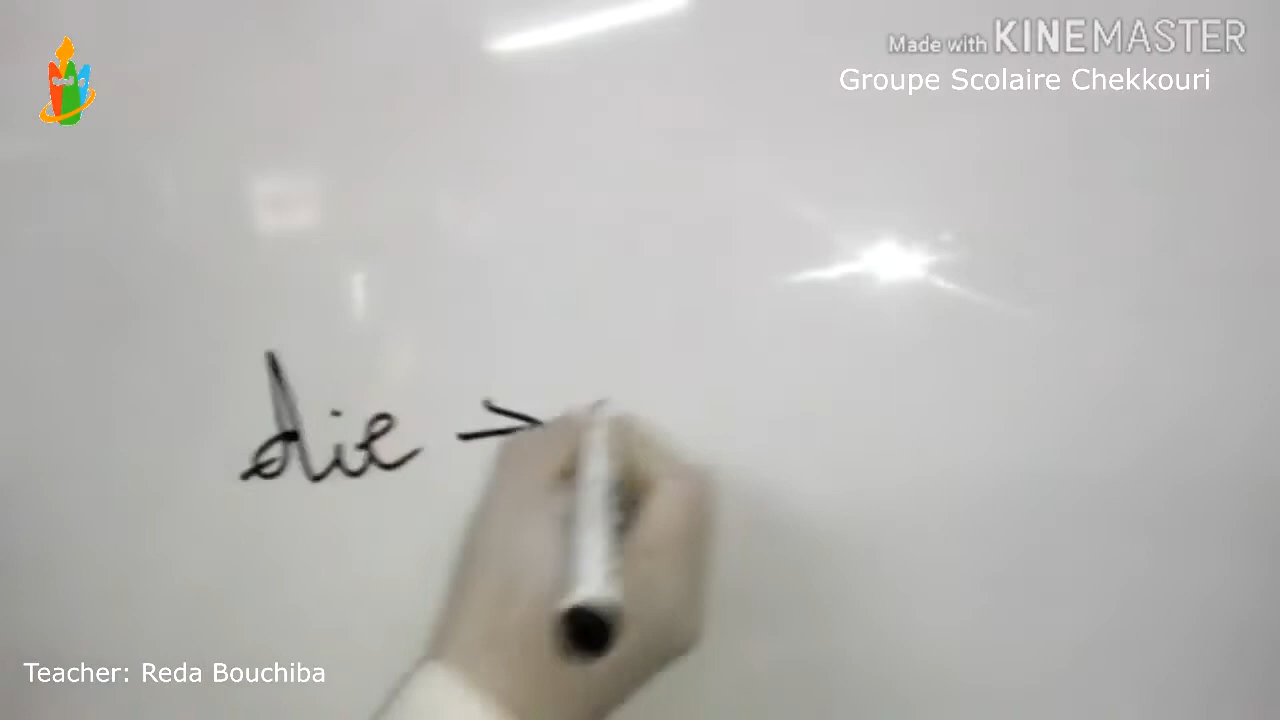 Made with KINEMASTER
Groupe Scolaire Chekkouri
die →
Teacher: Reda Bouchiba